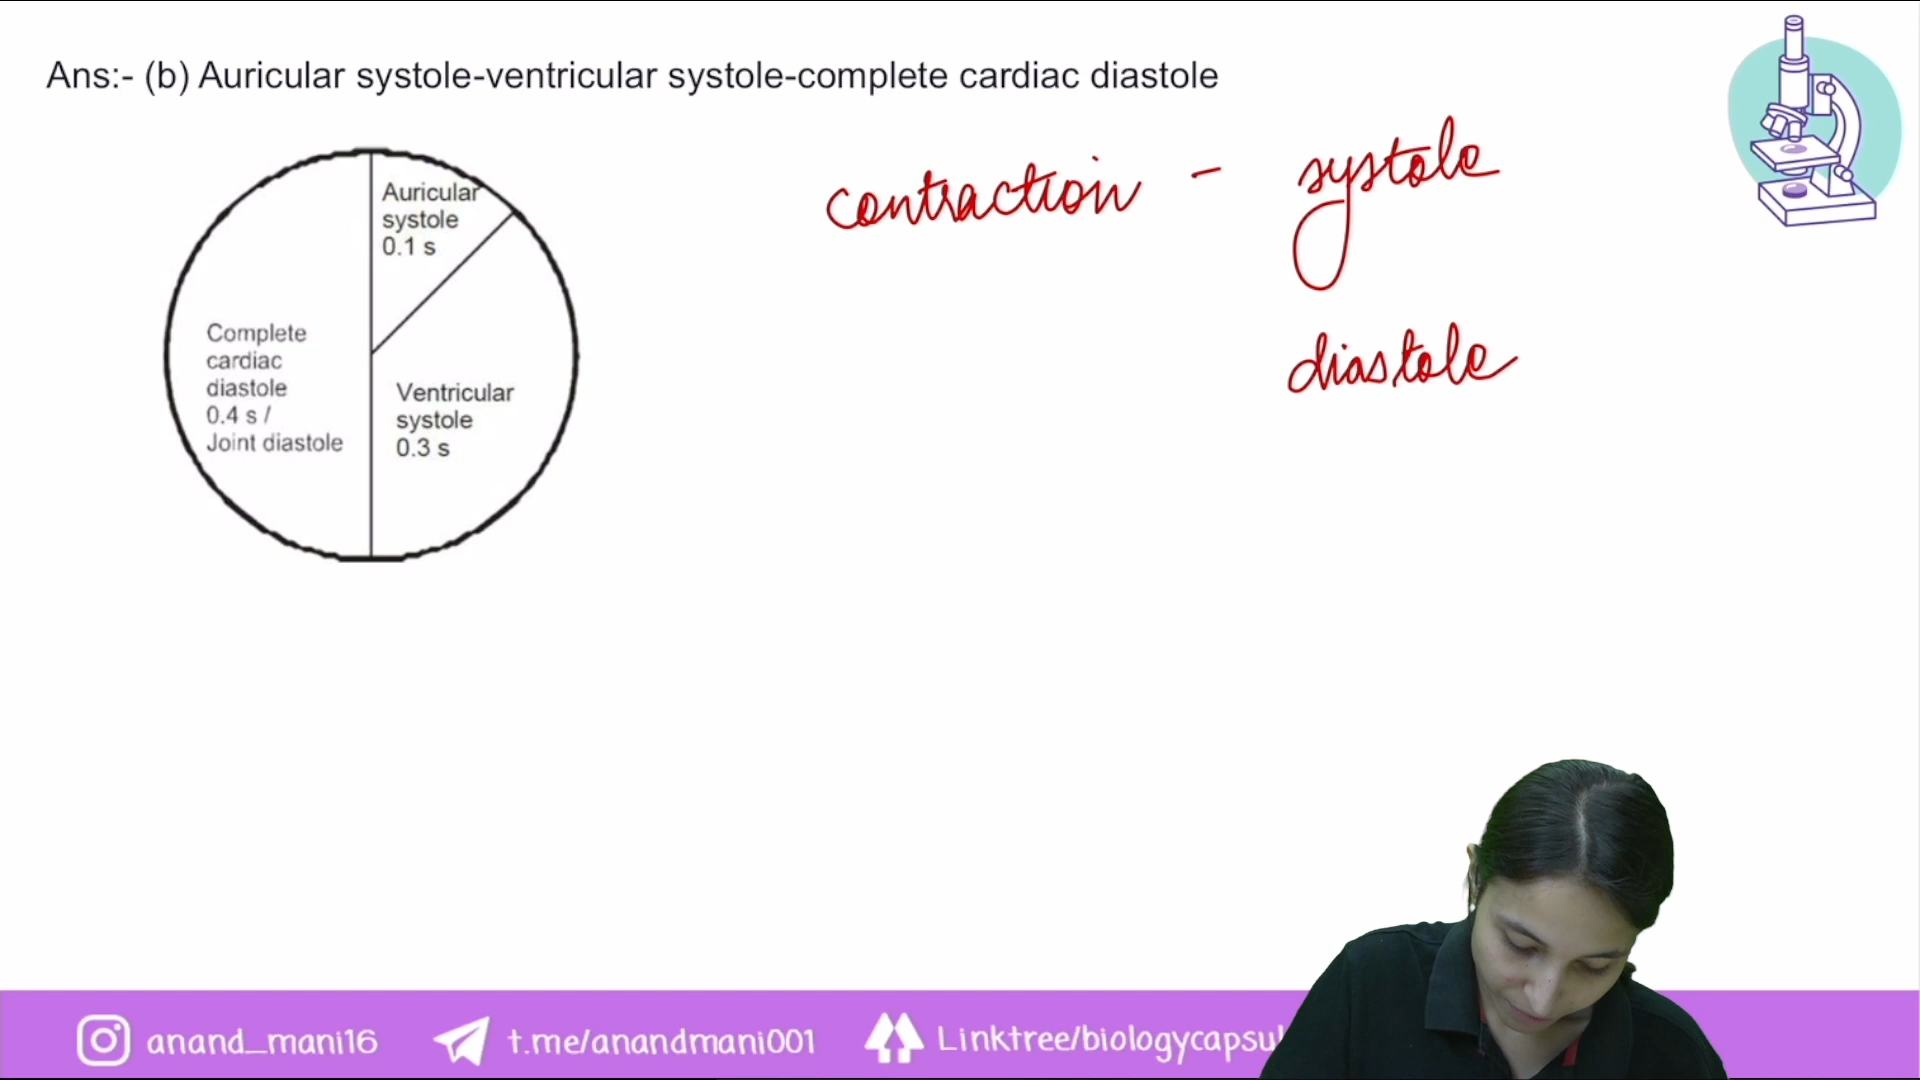 Ans:- (b) Auricular systole-ventricular systole-complete cardiac diastole
Auricular
systole
0.1 s
Complete
cardiac
diastole
0.4 s /
Joint diastole
Ventricular
systole
0.3 s
contraction - systole
diastole
anand_mani16
t.me/anandmani001
Linktree/biologycapsul